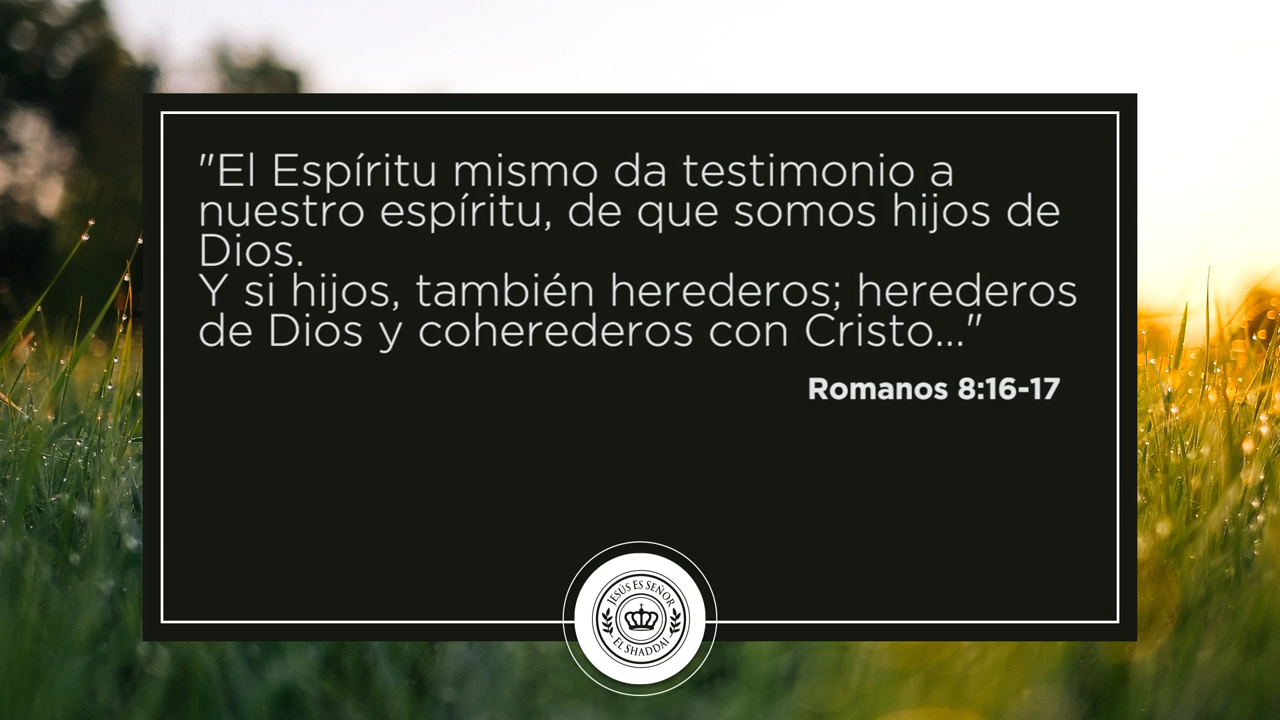 "El Espíritu mismo da testimonio a
nuestro espíritu, de que somos hijos de
Dios.
Y si hijos, también herederos; herederos
de Dios y coherederos con Cristo..."
Romanos 8:16-17
JESÚS ES SEÑOR
EL SHADDAI